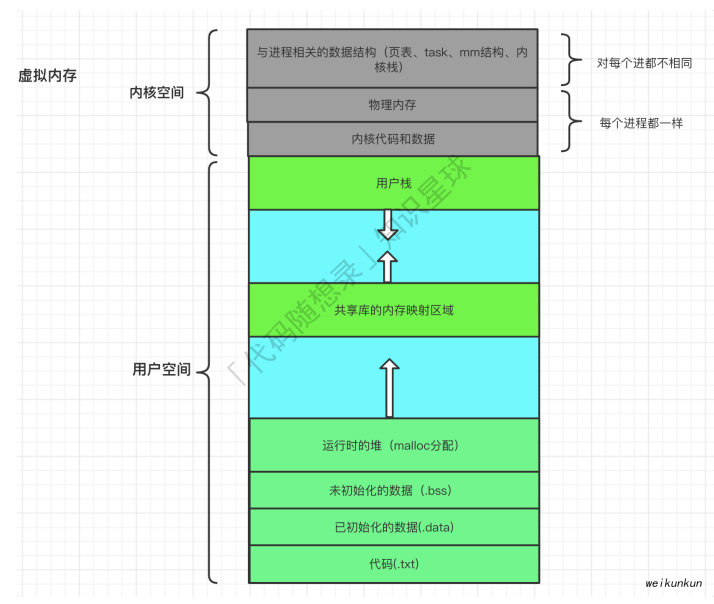 虚拟内存
内核空间
与进程相关的数据结构（页表、task、mm结构、内
核栈）
对每个进都不相同
物理内存
每个进程都一样
内核代码和数据
用户栈
「代码随想录」知识星球
共享库的内存映射区域
用户空间
运行时的堆（malloc分配）
未初始化的数据（.bss）
已初始化的数据(.data)
代码(.txt)
weikunkun